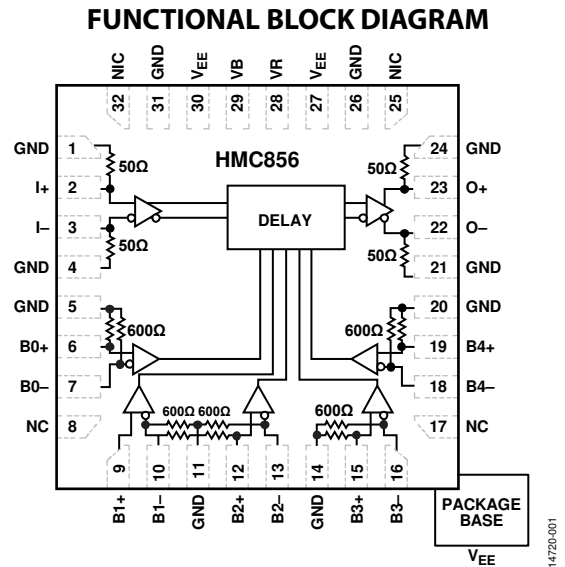 FUNCTIONAL BLOCK DIAGRAM
NIC GND VEE VB VR VEE GND NIC
32 31 30 29 28 27 26 25
HMC856
GND 1
50Ω
I+ 2
I– 3
50Ω
GND 4
DELAY
24 GND
50Ω
23 O+
22 O–
50Ω
21 GND
GND 5
600Ω
B0+ 6
B0– 7
NC 8
20 GND
600Ω
19 B4+
18 B4–
17 NC
600Ω 600Ω 600Ω
9 10 11 12 13 14 15 16
B1+ B1– GND B2+ B2– GND B3+ B3–
PACKAGE
BASE
VEE
14720-001